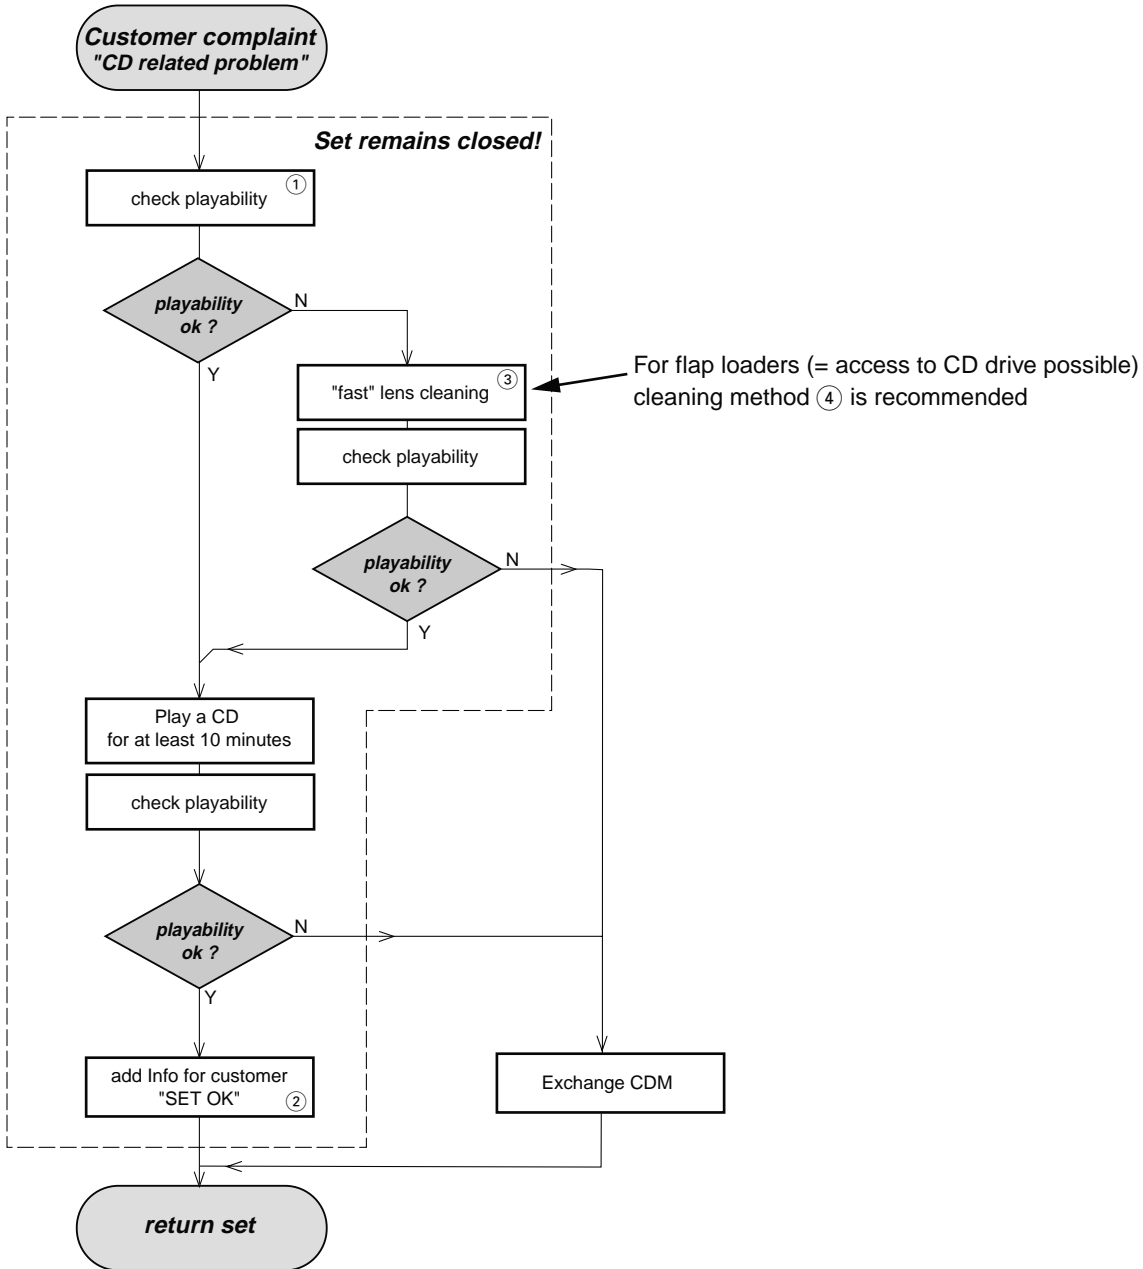 Customer complaint
"CD related problem"
Set remains closed!
①
check playability
playability
ok ?
N
Y
③
"fast" lens cleaning
For flap loaders (= access to CD drive possible)
cleaning method ④ is recommended
check playability
playability
ok ?
N
Y
Play a CD
for at least 10 minutes
check playability
playability
ok ?
N
Y
add Info for customer
"SET OK" ②
Exchange CDM
return set